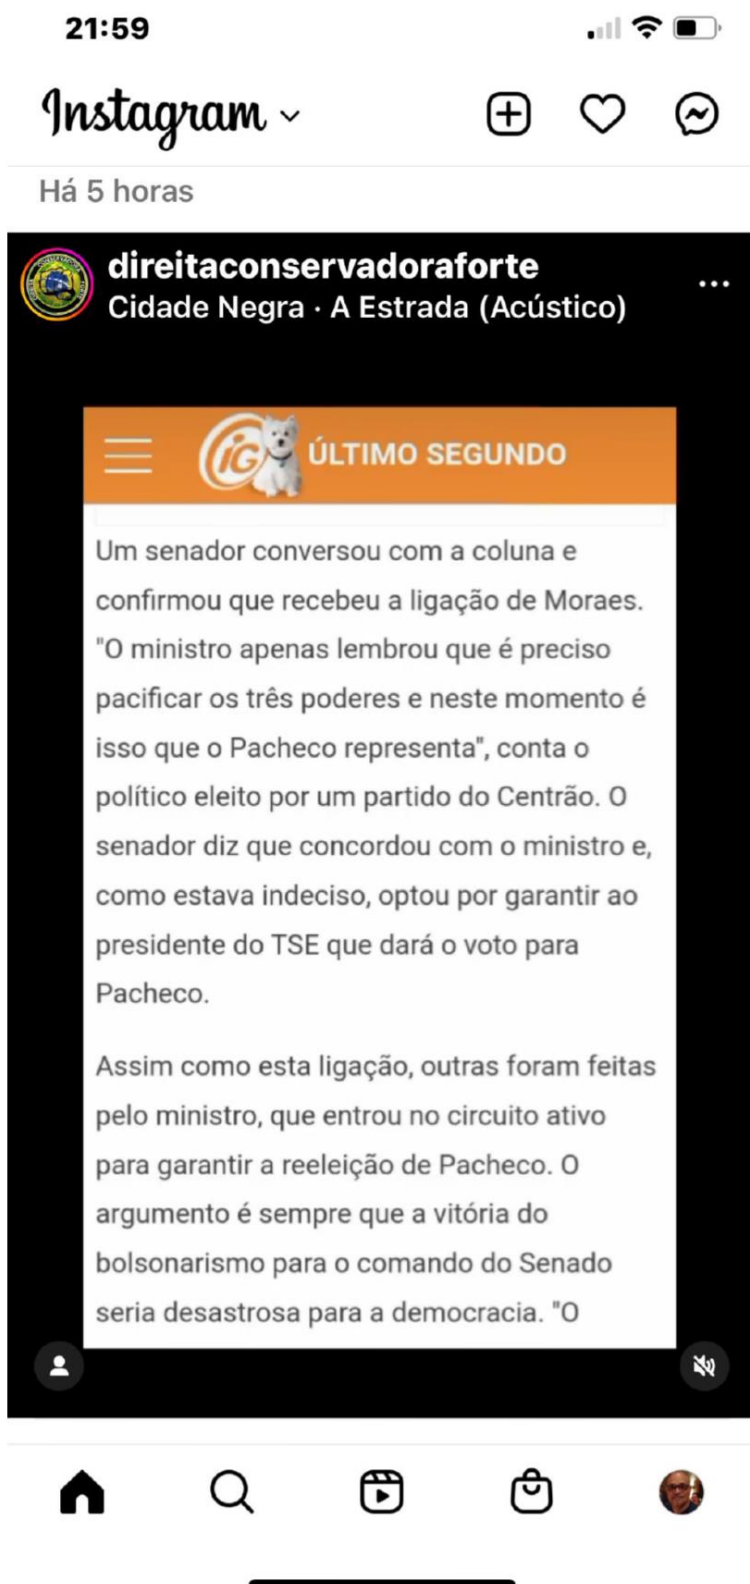 21:59
Instagram
Há 5 horas
direitaconservadoraforte
Cidade Negra · A Estrada (Acústico)
iG ÚLTIMO SEGUNDO
Um senador conversou com a coluna e
confirmou que recebeu a ligação de Moraes.
"O ministro apenas lembrou que é preciso
pacificar os três poderes e neste momento é
isso que o Pacheco representa", conta o
político eleito por um partido do Centrão. O
senador diz que concordou com o ministro e,
como estava indeciso, optou por garantir ao
presidente do TSE que dará o voto para
Pacheco.
Assim como esta ligação, outras foram feitas
pelo ministro, que entrou no circuito ativo
para garantir a reeleição de Pacheco. O
argumento é sempre que a vitória do
bolsonarismo para o comando do Senado
seria desastrosa para a democracia. "O